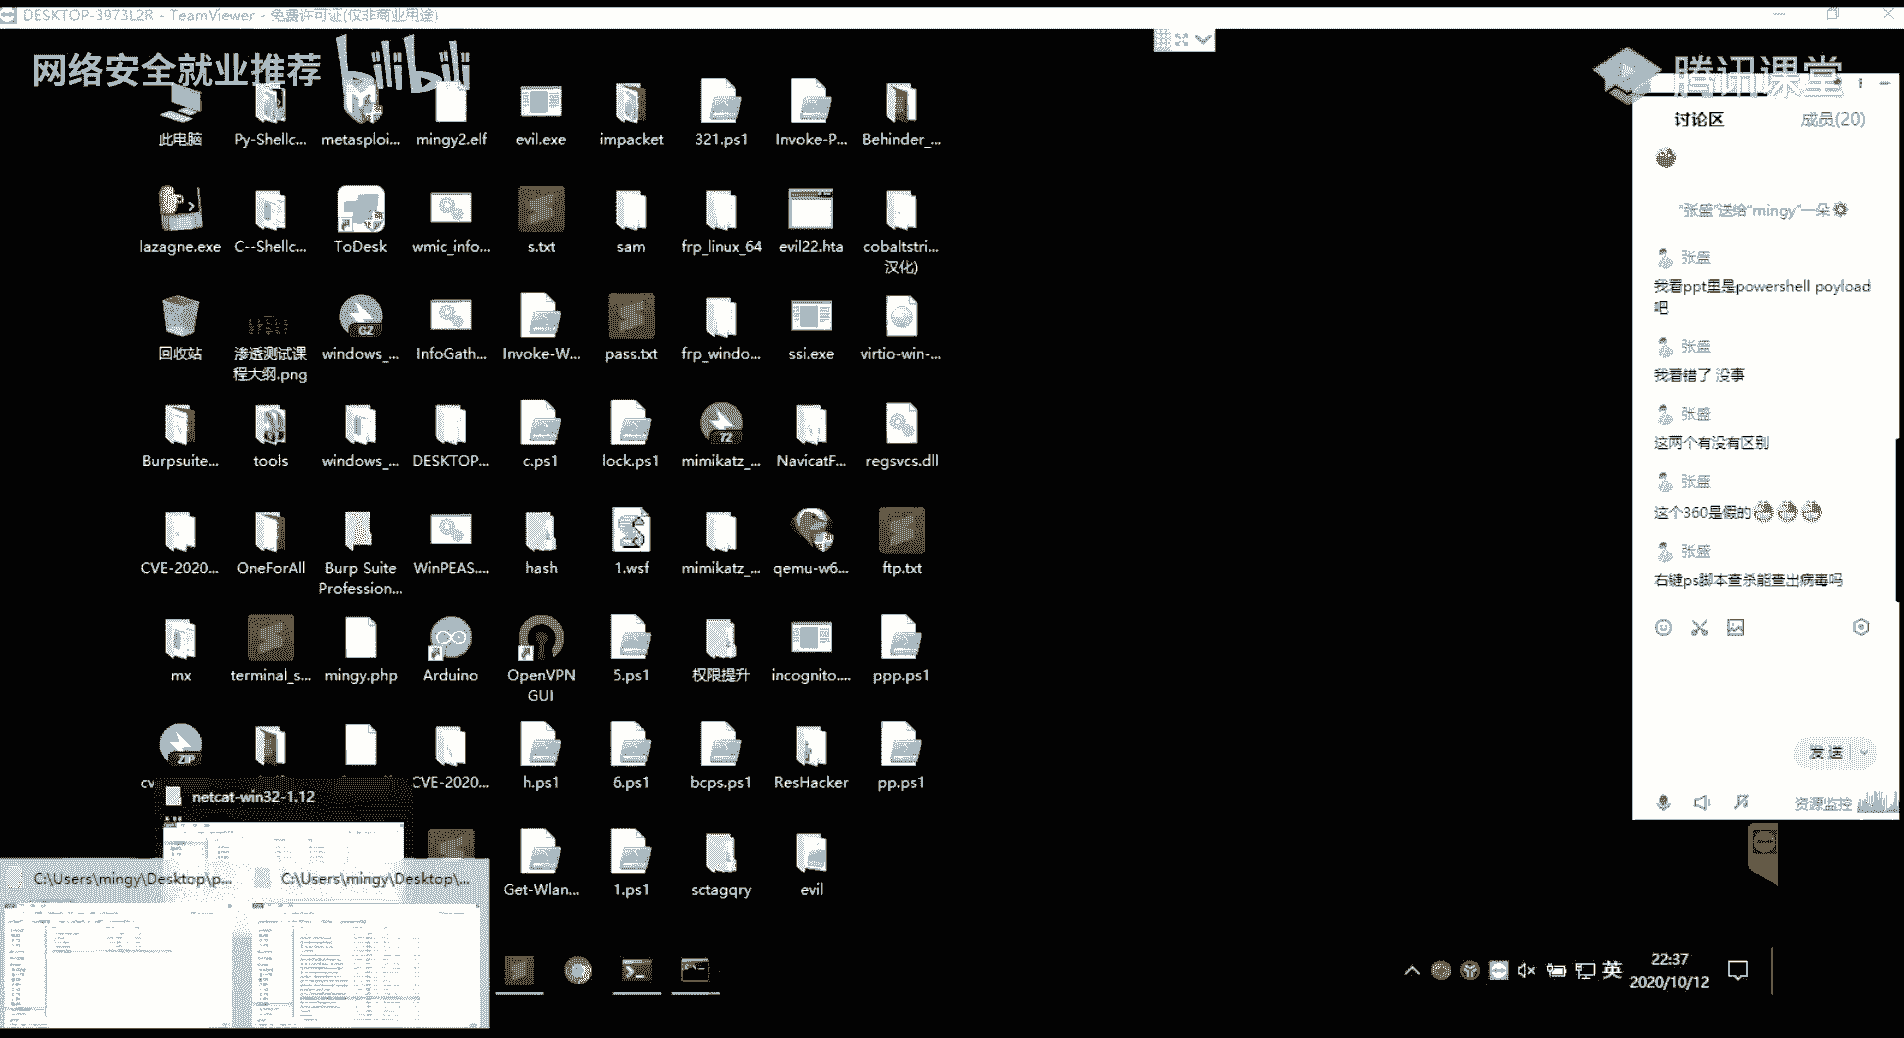 DESKTOP-3973L2R - TeamViewer - 免费许可证(仅非商业用途)
网络安全就业推荐
bilibili
腾讯课堂
此电脑
Py-Shellc...
metasploi...
mingy2.elf
evil.exe
impacket
321.ps1
Invoke-P...
Behinder_...
lazagne.exe
C--Shellc...
ToDesk
wmic_info...
s.txt
sam
frp_linux_64
evil22.hta
cobaltstri...
汉化)
回收站
渗透测试课
程大纲.png
GZ
windows_...
InfoGath...
Invoke-W...
pass.txt
frp_windo...
ssi.exe
virtio-win-...
Burpsuite...
tools
windows_...
DESKTOP...
c.ps1
lock.ps1
7Z
mimikatz_...
NavicatF...
regsvcs.dll
CVE-2020...
OneForAll
Burp Suite
Profession...
WinPEAS....
hash
1.wsf
mimikatz_...
qemu-w6...
ftp.txt
mx
terminal_s...
mingy.php
Arduino
OpenVPN
GUI
5.ps1
权限提升
incognito....
ppp.ps1
ZIP
cv
CVE-2020...
h.ps1
6.ps1
bcps.ps1
ResHacker
pp.ps1
netcat-win32-1.12
Get-Wlan...
1.ps1
sctagqry
evil
C:\Users\mingy\Desktop\p...
C:\Users\mingy\Desktop\...
讨论区
成员(20)
"张盛"送给"mingy"一朵
张盛
我看ppt里是powershell poyload
吧
张盛
我看错了 没事
张盛
这两个有没有区别
张盛
这个360是假的
张盛
右键ps脚本查杀能查出病毒吗
发送
资源监控
英
22:37
2020/10/12